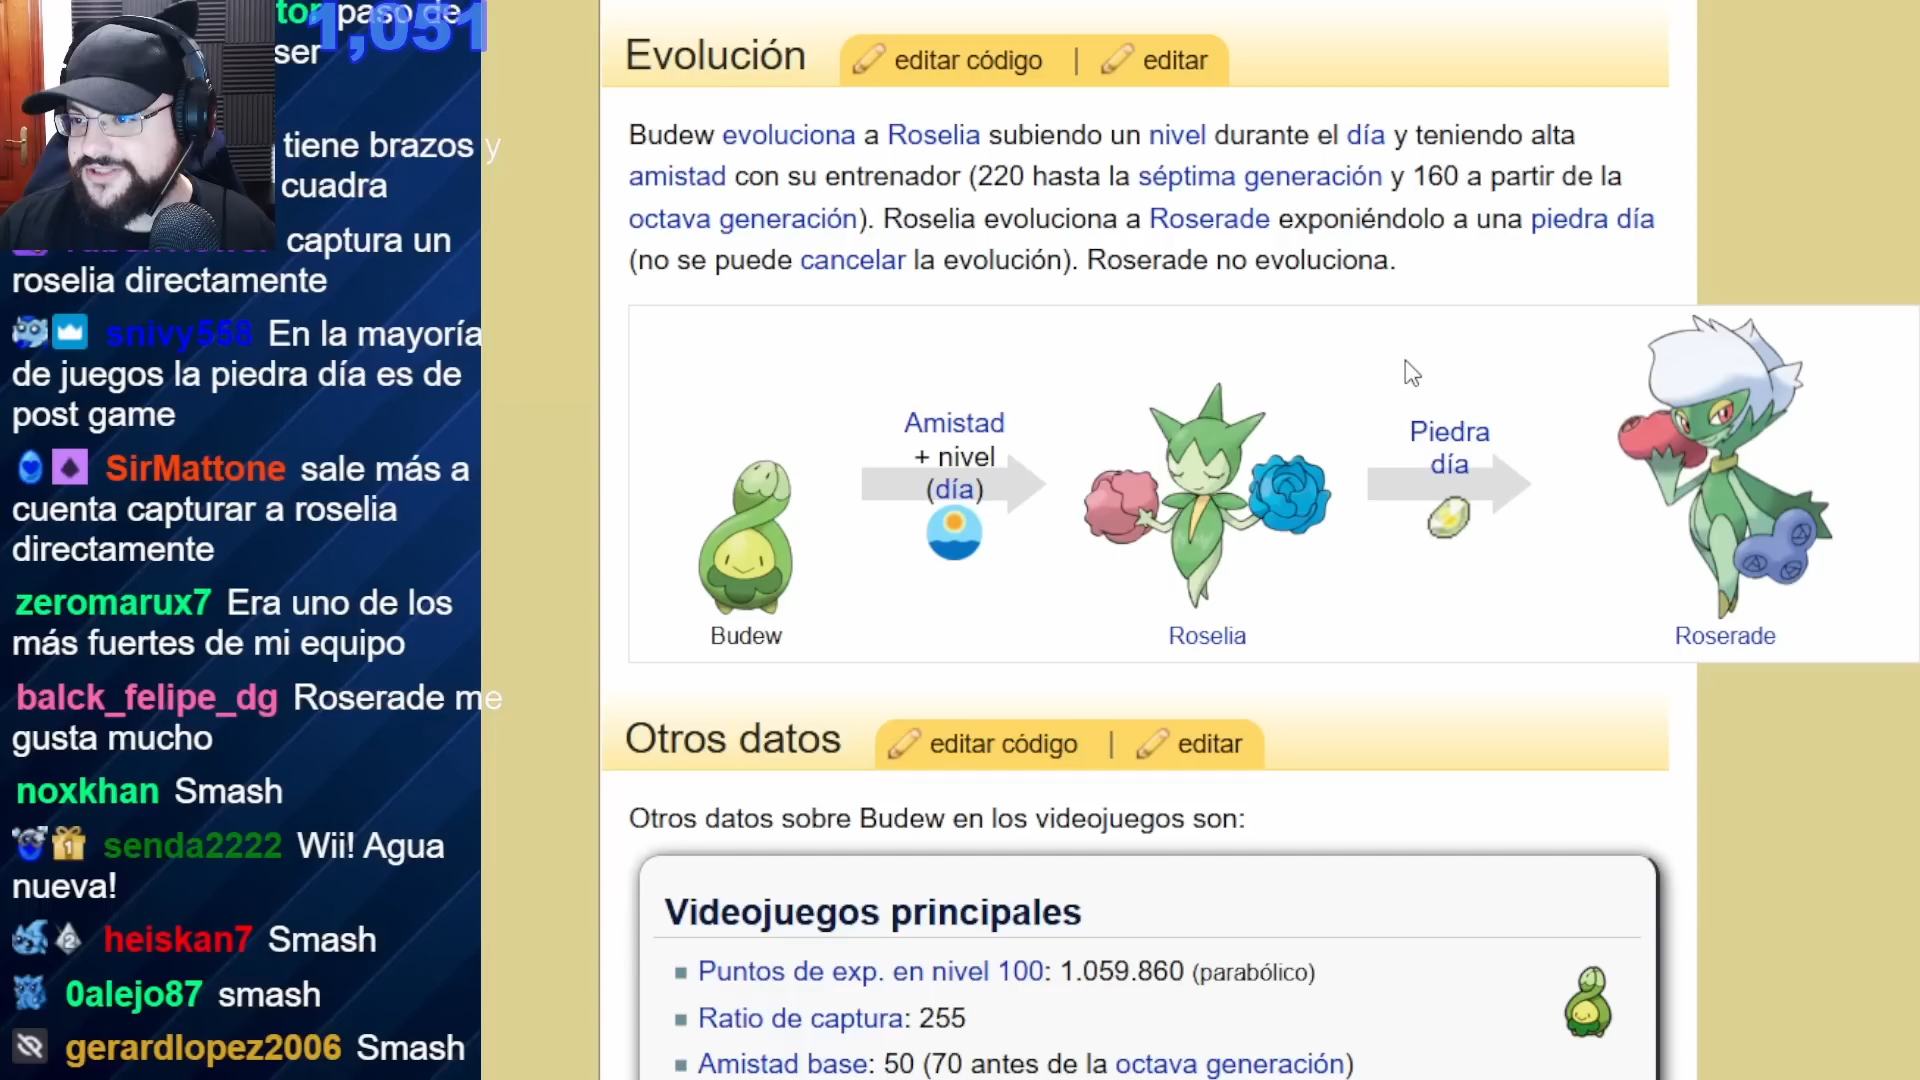 tor paso de
1,051
ser
tiene brazos y
cuadra
captura un
roselia directamente
snivy558 En la mayoría
de juegos la piedra día es de
post game
SirMattone sale más a
cuenta capturar a roselia
directamente
zeromarux7 Era uno de los
más fuertes de mi equipo
balck_felipe_dg Roserade me
gusta mucho
noxkhan Smash
1 senda2222 Wii! Agua
nueva!
2 heiskan7 Smash
0alejo87 smash
gerardlopez2006 Smash
Evolución editar código | editar
Budew evoluciona a Roselia subiendo un nivel durante el día y teniendo alta
amistad con su entrenador (220 hasta la séptima generación y 160 a partir de la
octava generación). Roselia evoluciona a Roserade exponiéndolo a una piedra día
(no se puede cancelar la evolución). Roserade no evoluciona.
Amistad
+ nivel
(día)
Piedra
día
Budew
Roselia
Roserade
Otros datos editar código | editar
Otros datos sobre Budew en los videojuegos son:
Videojuegos principales
Puntos de exp. en nivel 100: 1.059.860 (parabólico)
Ratio de captura: 255
Amistad base: 50 (70 antes de la octava generación)